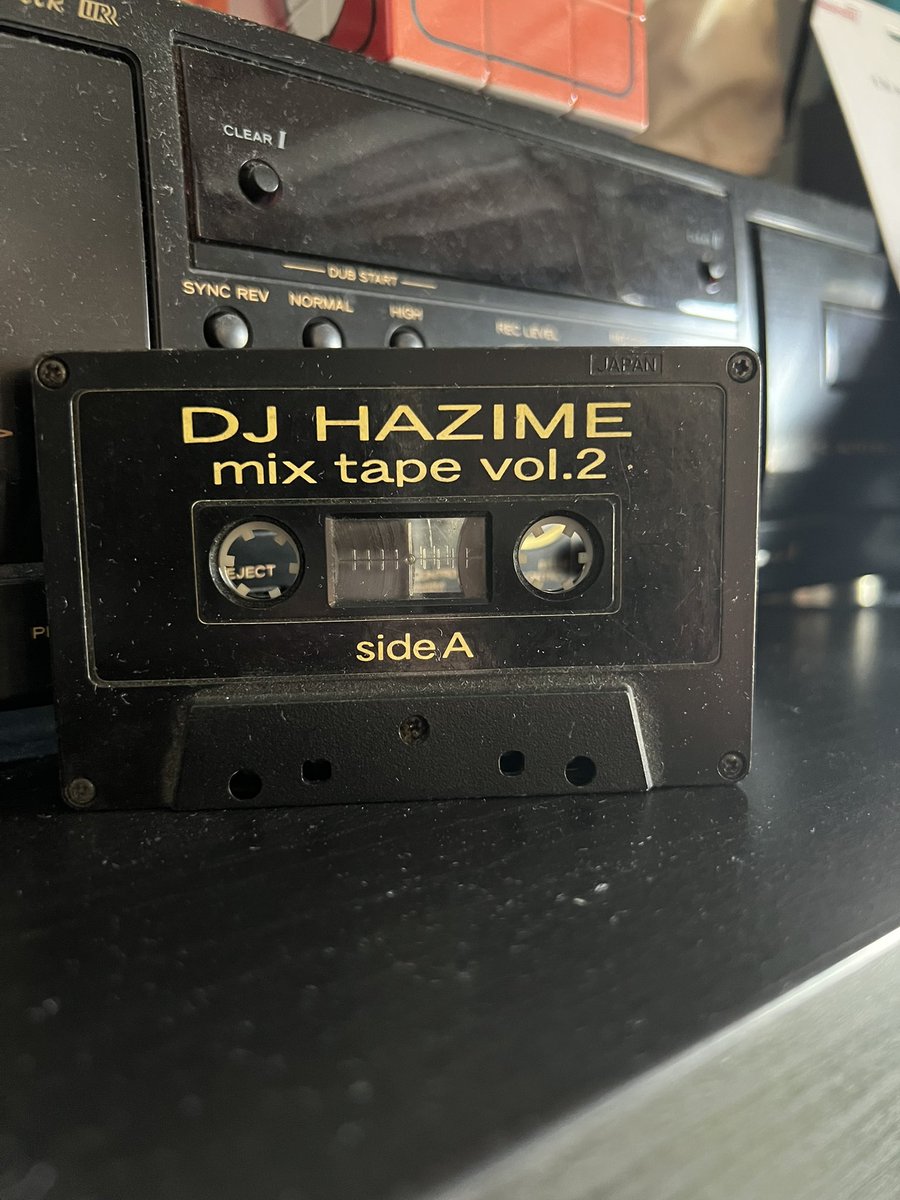 CLEAR I
DUB START
SYNC REV NORMAL HIGH REC LEVEL
JAPAN
DJ HAZIME
mix tape vol.2
EJECT
side A